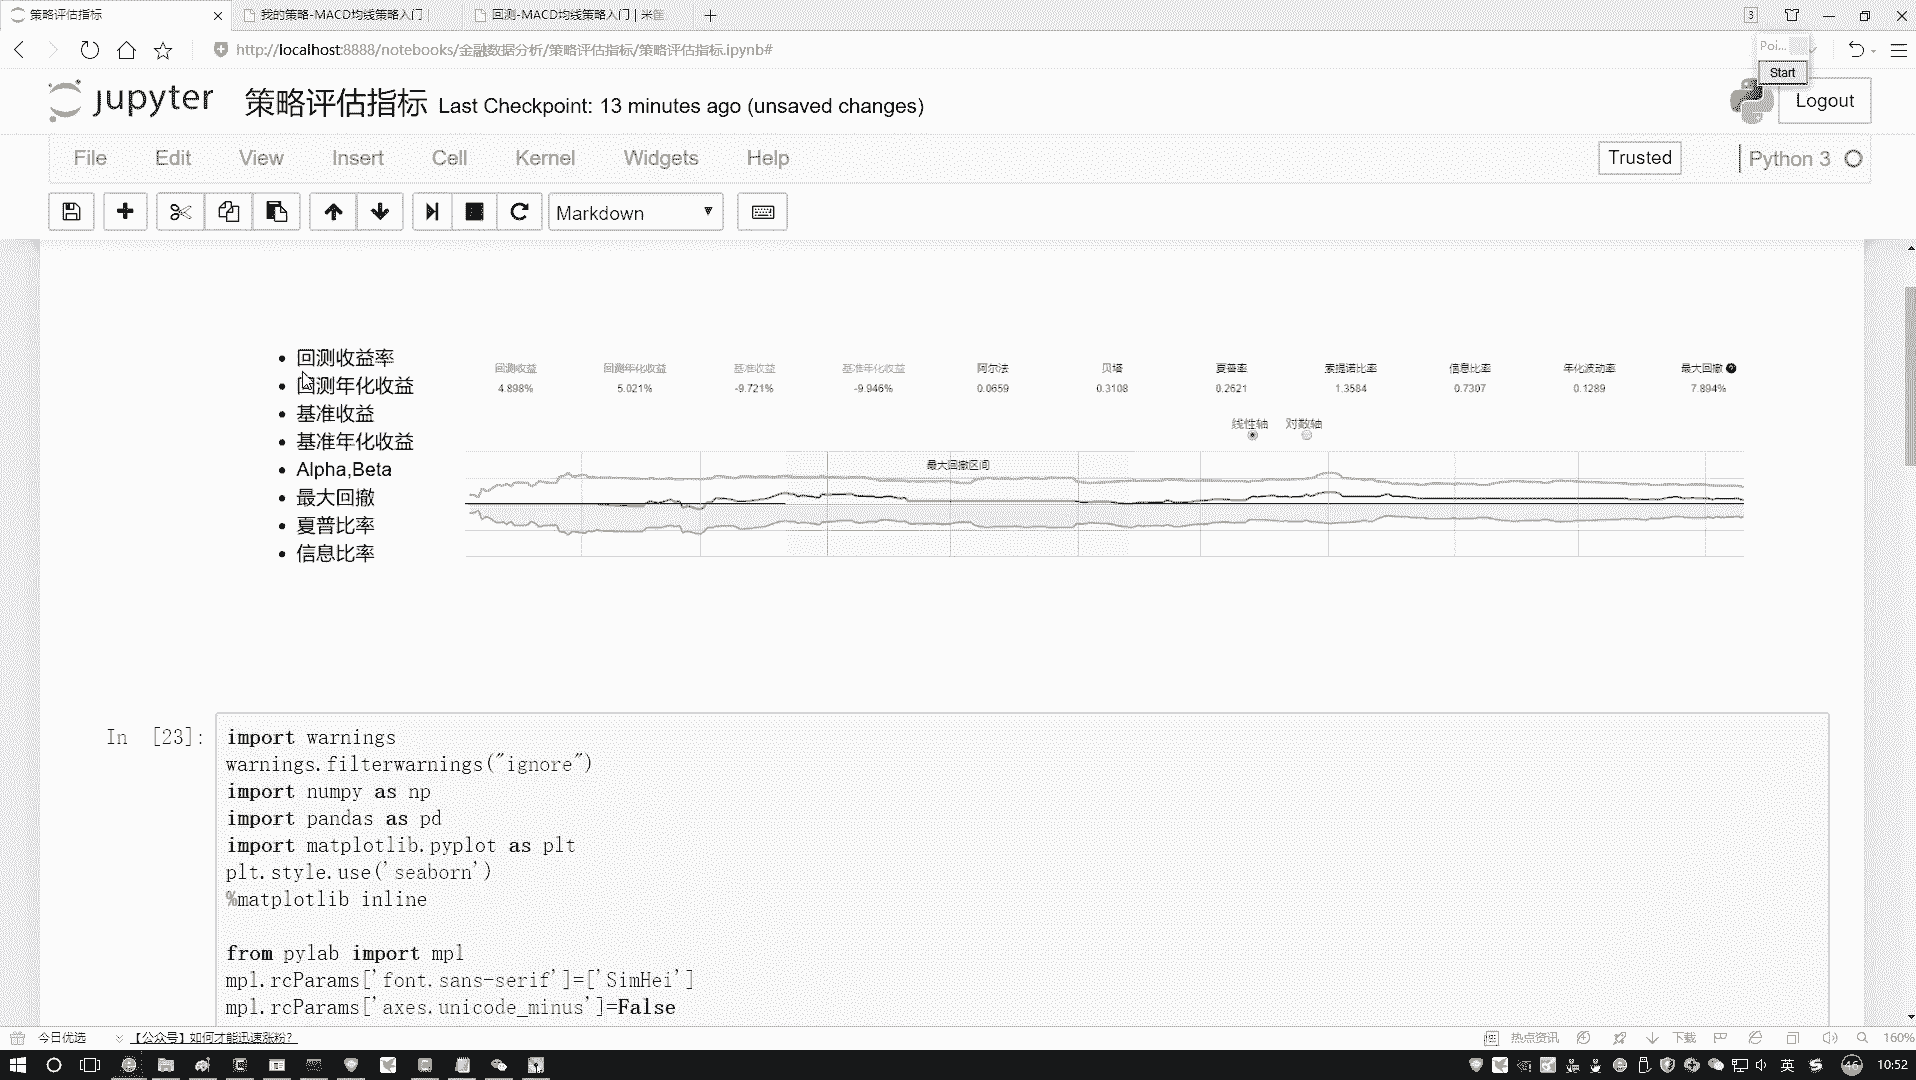 策略评估指标
我的策略-MACD均线策略入门
回测-MACD均线策略入门 | 米筐
3
http://localhost:8888/notebooks/金融数据分析/策略评估指标/策略评估指标.ipynb#
Poi...
Start
jupyter
策略评估指标 Last Checkpoint: 13 minutes ago (unsaved changes)
Logout
File Edit View Insert Cell Kernel Widgets Help
Trusted
Python 3
Markdown
回测收益率
回测年化收益
基准收益
基准年化收益
Alpha,Beta
最大回撤
夏普比率
信息比率
回测收益 回测年化收益 基准收益 基准年化收益 阿尔法 贝塔 夏普率 索提诺比率 信息比率 年化波动率 最大回撤
4.898% 5.021% -9.721% -9.946% 0.0659 0.3108 0.2621 1.3584 0.7307 0.1289 7.894%
线性轴 对数轴
最大回撤区间
In [23]:
import warnings
warnings.filterwarnings("ignore")
import numpy as np
import pandas as pd
import matplotlib.pyplot as plt
plt.style.use('seaborn')
%matplotlib inline
from pylab import mpl
mpl.rcParams['font.sans-serif']=['SimHei']
mpl.rcParams['axes.unicode_minus']=False
今日优选
【公众号】如何才能迅速涨粉?
热点资讯
下载
160%
英
46
10:52